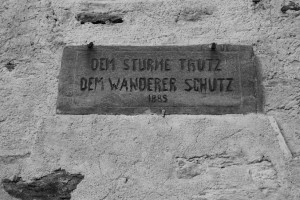 DEM STURME TRUTZ
DEM WANDERER SCHUTZ
1885